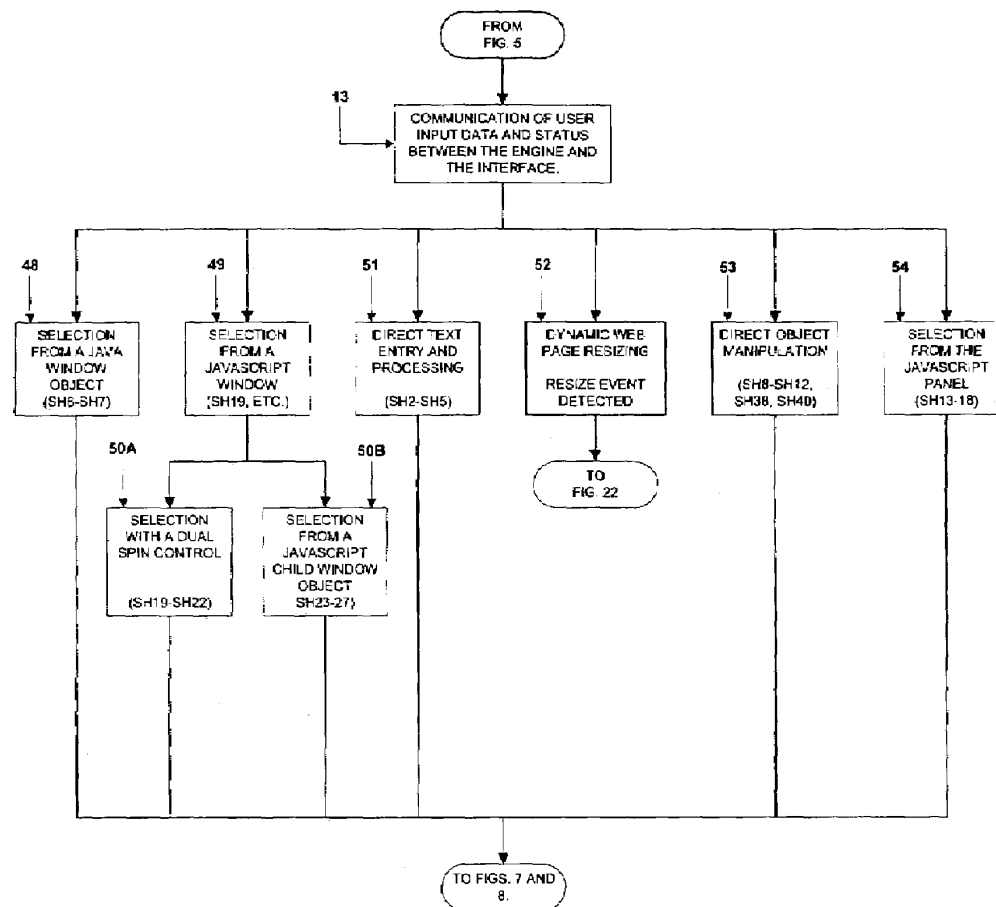 FROM
FIG. 5
13
COMMUNICATION OF USER
INPUT DATA AND STATUS
BETWEEN THE ENGINE AND
THE INTERFACE.
48
49
51
52
53
54
SELECTION
FROM A JAVA
WINDOW
OBJECT
(SH6-SH7)
SELECTION
FROM A
JAVASCRIPT
WINDOW
(SH19, ETC.)
DIRECT TEXT
ENTRY AND
PROCESSING
(SH2-SH5)
DYNAMIC WEB
PAGE RESIZING
RESIZE EVENT
DETECTED
DIRECT OBJECT
MANIPULATION
(SH8-SH12,
SH38, SH40)
SELECTION
FROM THE
JAVASCRIPT
PANEL
(SH13-18)
50A
50B
TO
FIG. 22
SELECTION
WITH A DUAL
SPIN CONTROL
(SH19-SH22)
SELECTION
FROM A
JAVASCRIPT
CHILD WINDOW
OBJECT
SH23-27)
TO FIGS. 7 AND
8.